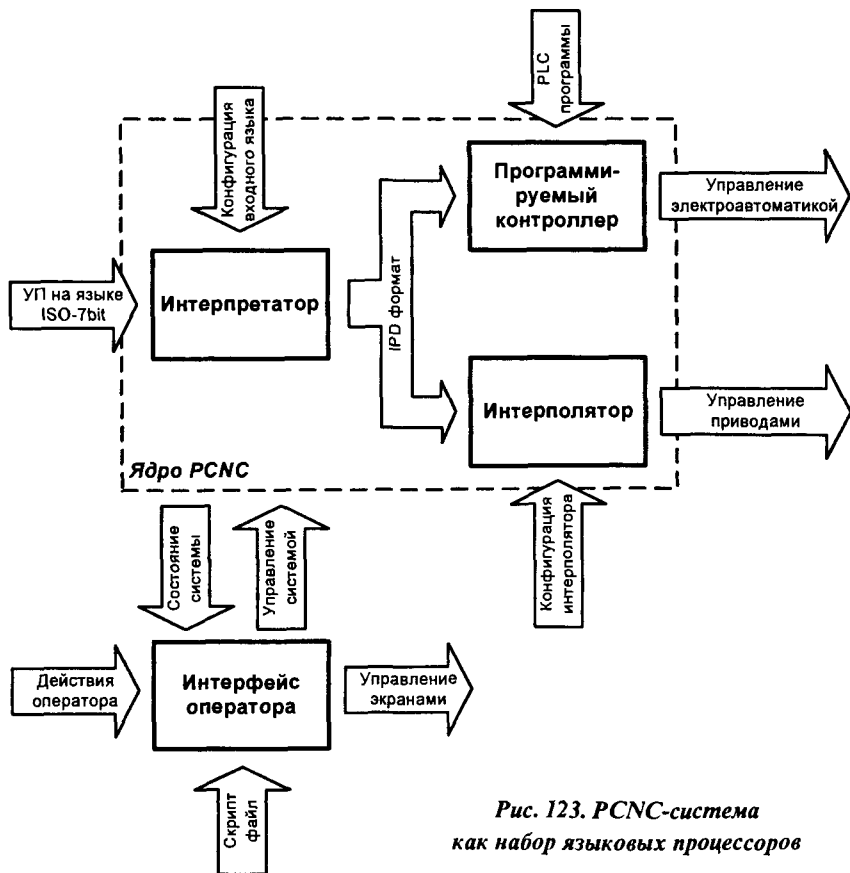 PLC
программы
Конфигурация
входного языка
Программи-
руемый
контроллер
Управление
электроавтоматикой
УП на языке
ISO-7bit
Интерпретатор
IPD формат
Интерполятор
Управление
приводами
Ядро PCNC
Состояние
системы
Управление
системой
Конфигурация
интерполятора
Действия
оператора
Интерфейс
оператора
Управление
экранами
Скрипт
файл
Рис. 123. PCNC-система
как набор языковых процессоров